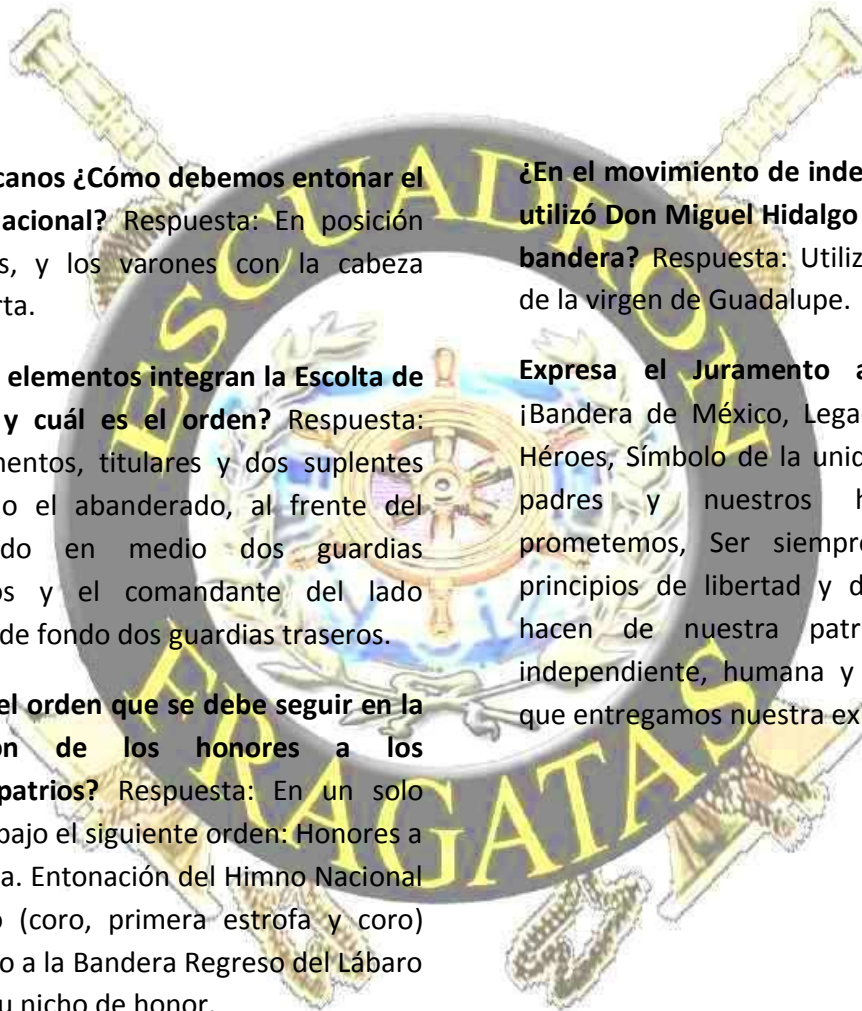 canos ¿Cómo debemos entonar el
acional? Respuesta: En posición
s, y los varones con la cabeza
rta.
elementos integran la Escolta de
y cuál es el orden? Respuesta:
mentos, titulares y dos suplentes
o el abanderado, al frente del
do en medio dos guardias
os y el comandante del lado
de fondo dos guardias traseros.
el orden que se debe seguir en la
ón de los honores a los
patrios? Respuesta: En un solo
bajo el siguiente orden: Honores a
a. Entonación del Himno Nacional
o (coro, primera estrofa y coro)
o a la Bandera Regreso del Lábaro
u nicho de honor.
¿En el movimiento de inde
utilizó Don Miguel Hidalgo
bandera? Respuesta: Utiliz
de la virgen de Guadalupe.
Expresa el Juramento a
¡Bandera de México, Lega
Héroes, Símbolo de la unid
padres y nuestros h
prometemos, Ser siempre
principios de libertad y d
hacen de nuestra patr
independiente, humana y
que entregamos nuestra ex
ESCUADRON
FRAGATAS